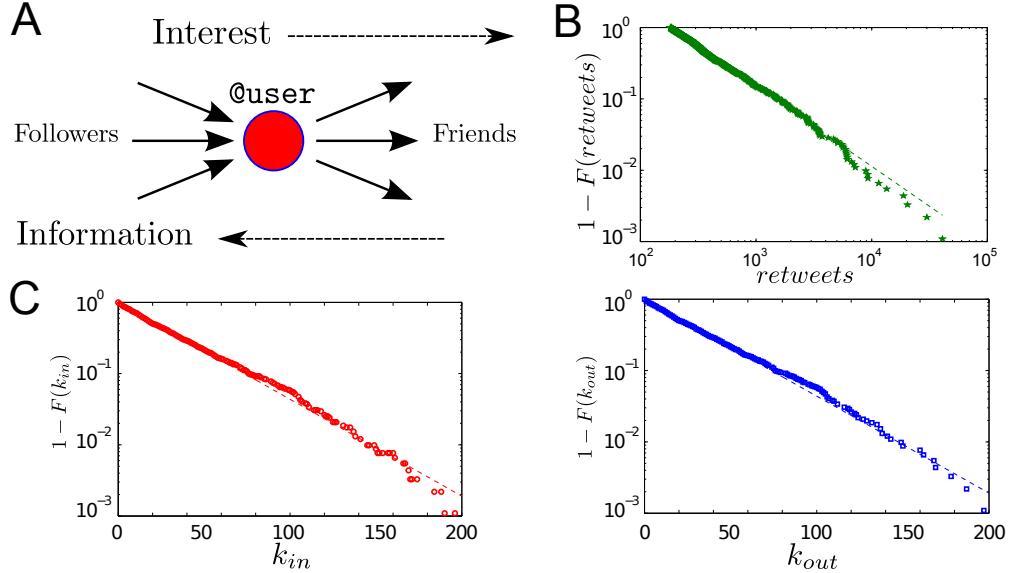 A
Interest
@user
Followers
Friends
Information
B
10^0
10^-1
10^-2
10^-3
1 − F(retweets)
10^2
10^3
10^4
10^5
retweets
C
10^0
10^-1
10^-2
10^-3
1 − F(k_in)
0
50
100
150
200
k_in
10^0
10^-1
10^-2
10^-3
1 − F(k_out)
0
50
100
150
200
k_out